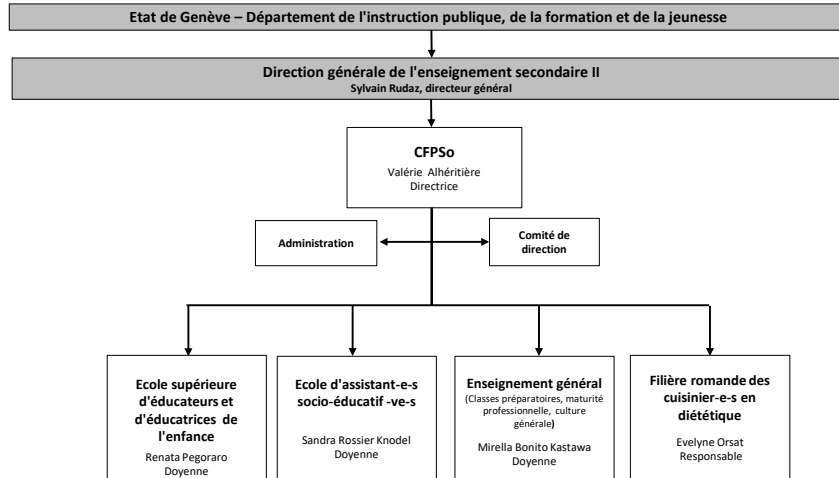 Etat de Genève – Département de l'instruction publique, de la formation et de la jeunesse
Direction générale de l'enseignement secondaire II
Sylvain Rudaz, directeur général
CFPSo
Valérie Alhéritière
Directrice
Administration
Comité de
direction
Ecole supérieure
d'éducateurs et
d'éducatrices de
l'enfance
Renata Pegoraro
Doyenne
Ecole d'assistant-e-s
socio-éducatif -ve-s
Sandra Rossier Knodel
Doyenne
Enseignement général
(Classes préparatoires, maturité
professionnelle, culture
générale)
Mirella Bonito Kastawa
Doyenne
Filière romande des
cuisinier-e-s en
diététique
Evelyne Orsat
Responsable